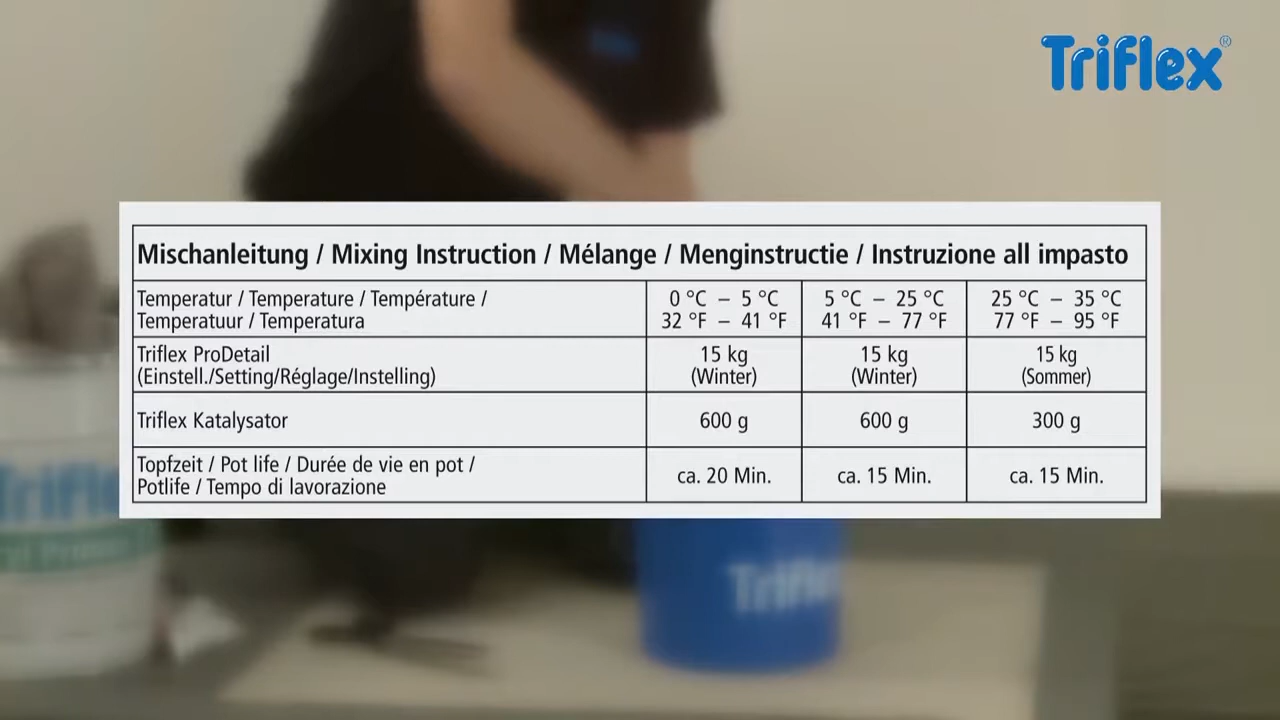 Triflex®
Mischanleitung / Mixing Instruction / Mélange / Menginstructie / Instruzione all impasto
Temperatur / Temperature / Température /
Temperatuur / Temperatura
0 °C – 5 °C
32 °F – 41 °F
5 °C – 25 °C
41 °F – 77 °F
25 °C – 35 °C
77 °F – 95 °F
Triflex ProDetail
(Einstell./Setting/Réglage/Instelling)
15 kg
(Winter)
15 kg
(Winter)
15 kg
(Sommer)
Triflex Katalysator
600 g
600 g
300 g
Topfzeit / Pot life / Durée de vie en pot /
Potlife / Tempo di lavorazione
ca. 20 Min.
ca. 15 Min.
ca. 15 Min.